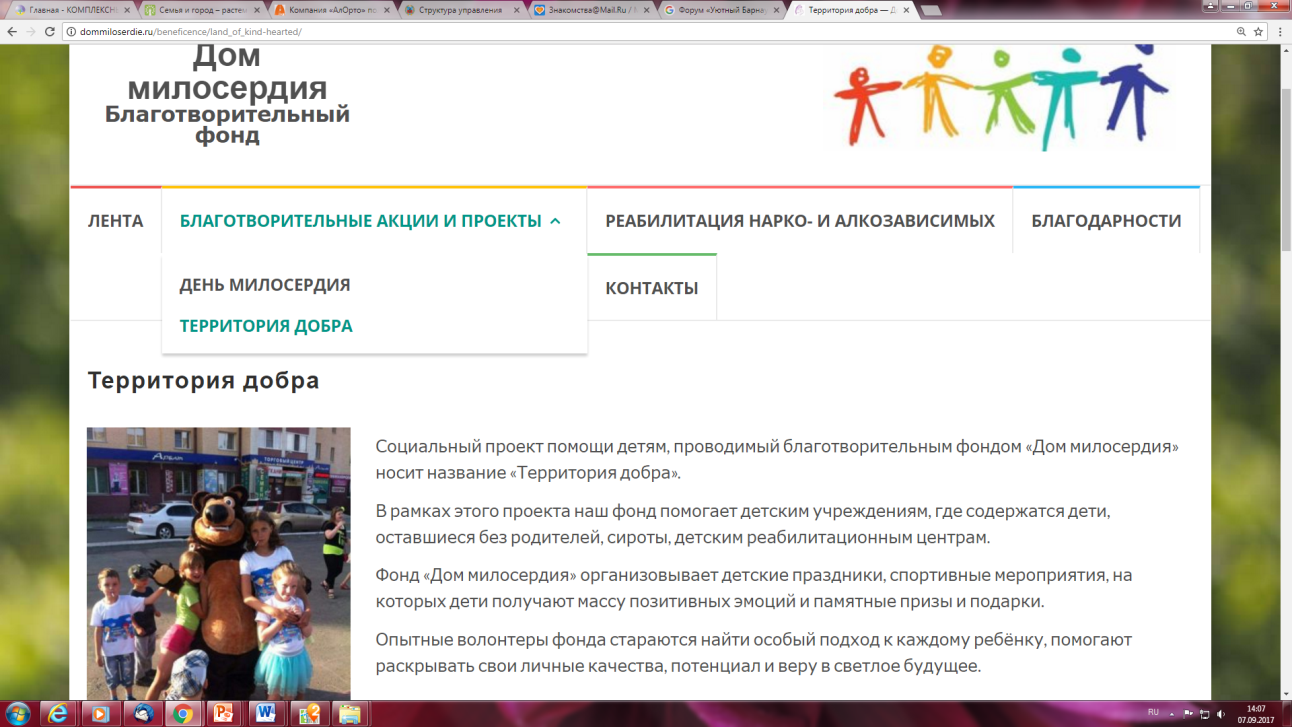 Главная - КОМПЛЕКСН
Семья и город – растем
Компания «АлОрто» по
Структура управления
Знакомства@Mail.Ru / М
Форум «Уютный Барнау
Территория добра — Д
dommiloserdie.ru/beneficence/land_of_kind-hearted/
Дом
милосердия
Благотворительный
фонд
ЛЕНТА
БЛАГОТВОРИТЕЛЬНЫЕ АКЦИИ И ПРОЕКТЫ
РЕАБИЛИТАЦИЯ НАРКО- И АЛКОЗАВИСИМЫХ
БЛАГОДАРНОСТИ
ДЕНЬ МИЛОСЕРДИЯ
КОНТАКТЫ
ТЕРРИТОРИЯ ДОБРА
Территория добра
Социальный проект помощи детям, проводимый благотворительным фондом «Дом милосердия»
носит название «Территория добра».
В рамках этого проекта наш фонд помогает детским учреждениям, где содержатся дети,
оставшиеся без родителей, сироты, детским реабилитационным центрам.
Фонд «Дом милосердия» организовывает детские праздники, спортивные мероприятия, на
которых дети получают массу позитивных эмоций и памятные призы и подарки.
Опытные волонтеры фонда стараются найти особый подход к каждому ребёнку, помогают
раскрывать свои личные качества, потенциал и веру в светлое будущее.
RU
14:07
07.09.2017